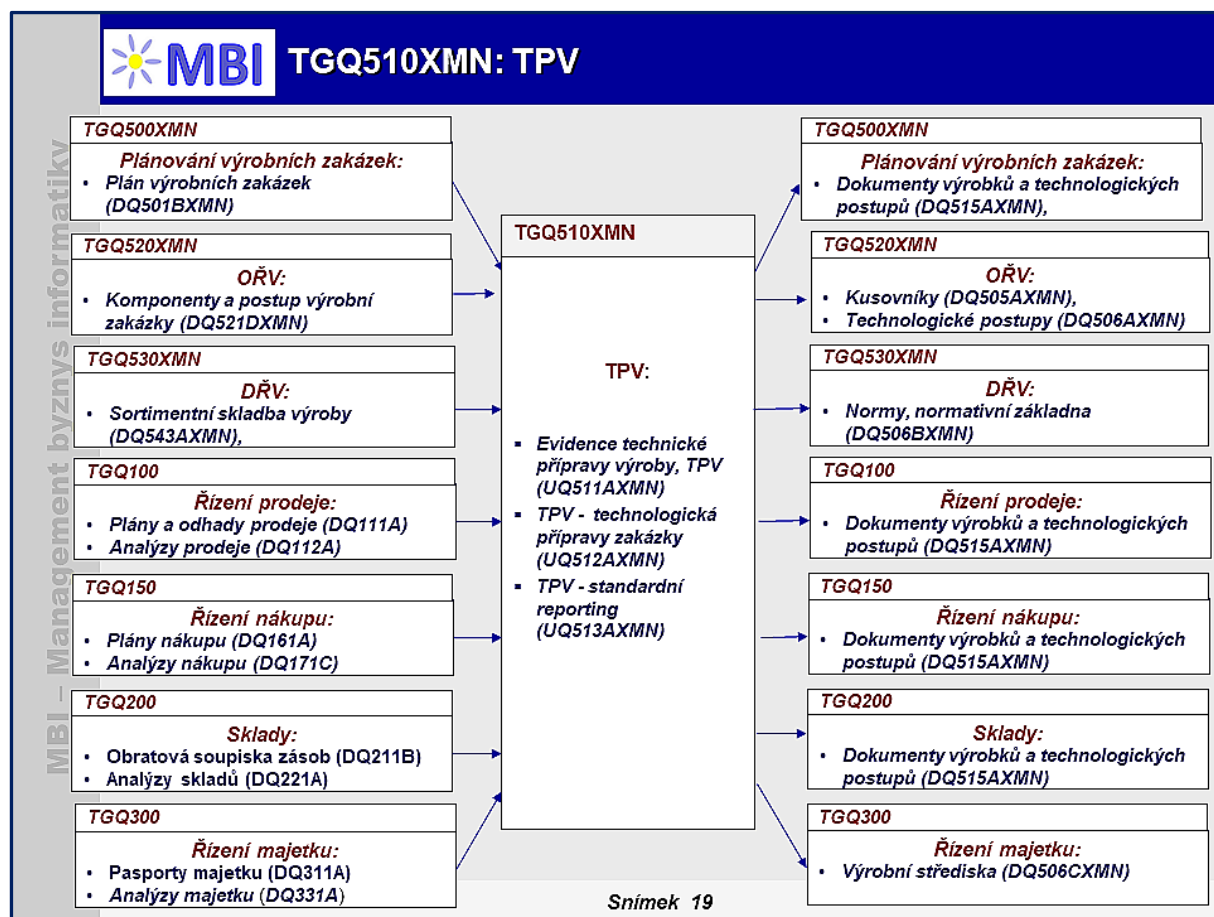 MBI
TGQ510XMN: TPV
MBI – Management byznys informatiky
TGQ500XMN
Plánování výrobních zakázek:
• Plán výrobních zakázek
(DQ501BXMN)
TGQ520XMN
OŘV:
• Komponenty a postup výrobní
zakázky (DQ521DXMN)
TGQ530XMN
DŘV:
• Sortimentní skladba výroby
(DQ543AXMN),
TGQ100
Řízení prodeje:
• Plány a odhady prodeje (DQ111A)
• Analýzy prodeje (DQ112A)
TGQ150
Řízení nákupu:
• Plány nákupu (DQ161A)
• Analýzy nákupu (DQ171C)
TGQ200
Sklady:
• Obratová soupiska zásob (DQ211B)
• Analýzy skladů (DQ221A)
TGQ300
Řízení majetku:
• Pasporty majetku (DQ311A)
• Analýzy majetku (DQ331A)
TGQ510XMN
TPV:
▪ Evidence technické
přípravy výroby, TPV
(UQ511AXMN)
▪ TPV - technologická
přípravy zakázky
(UQ512AXMN)
▪ TPV - standardní
reporting
(UQ513AXMN)
TGQ500XMN
Plánování výrobních zakázek:
• Dokumenty výrobků a technologických
postupů (DQ515AXMN),
TGQ520XMN
OŘV:
• Kusovníky (DQ505AXMN),
• Technologické postupy (DQ506AXMN)
TGQ530XMN
DŘV:
• Normy, normativní základna
(DQ506BXMN)
TGQ100
Řízení prodeje:
• Dokumenty výrobků a technologických
postupů (DQ515AXMN)
TGQ150
Řízení nákupu:
• Dokumenty výrobků a technologických
postupů (DQ515AXMN)
TGQ200
Sklady:
• Dokumenty výrobků a technologických
postupů (DQ515AXMN)
TGQ300
Řízení majetku:
• Výrobní střediska (DQ506CXMN)
Snímek 19